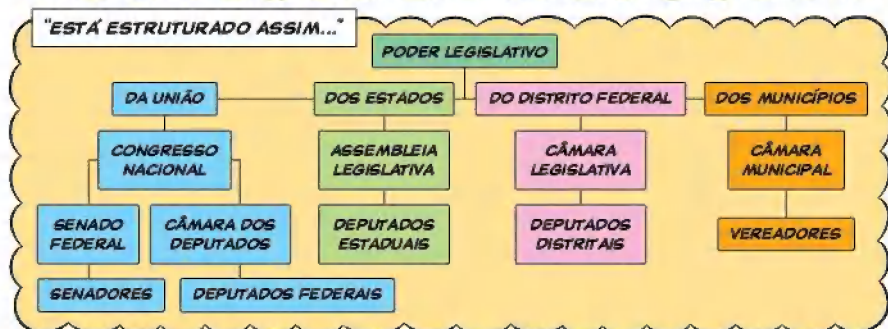 "ESTÁ ESTRUTURADO ASSIM..."
PODER LEGISLATIVO
DA UNIÃO
DOS ESTADOS
DO DISTRITO FEDERAL
DOS MUNICÍPIOS
CONGRESSO
NACIONAL
ASSEMBLEIA
LEGISLATIVA
CÂMARA
LEGISLATIVA
CÂMARA
MUNICIPAL
SENADO
FEDERAL
CÂMARA DOS
DEPUTADOS
DEPUTADOS
ESTADUAIS
DEPUTADOS
DISTRITAIS
VEREADORES
SENADORES
DEPUTADOS FEDERAIS